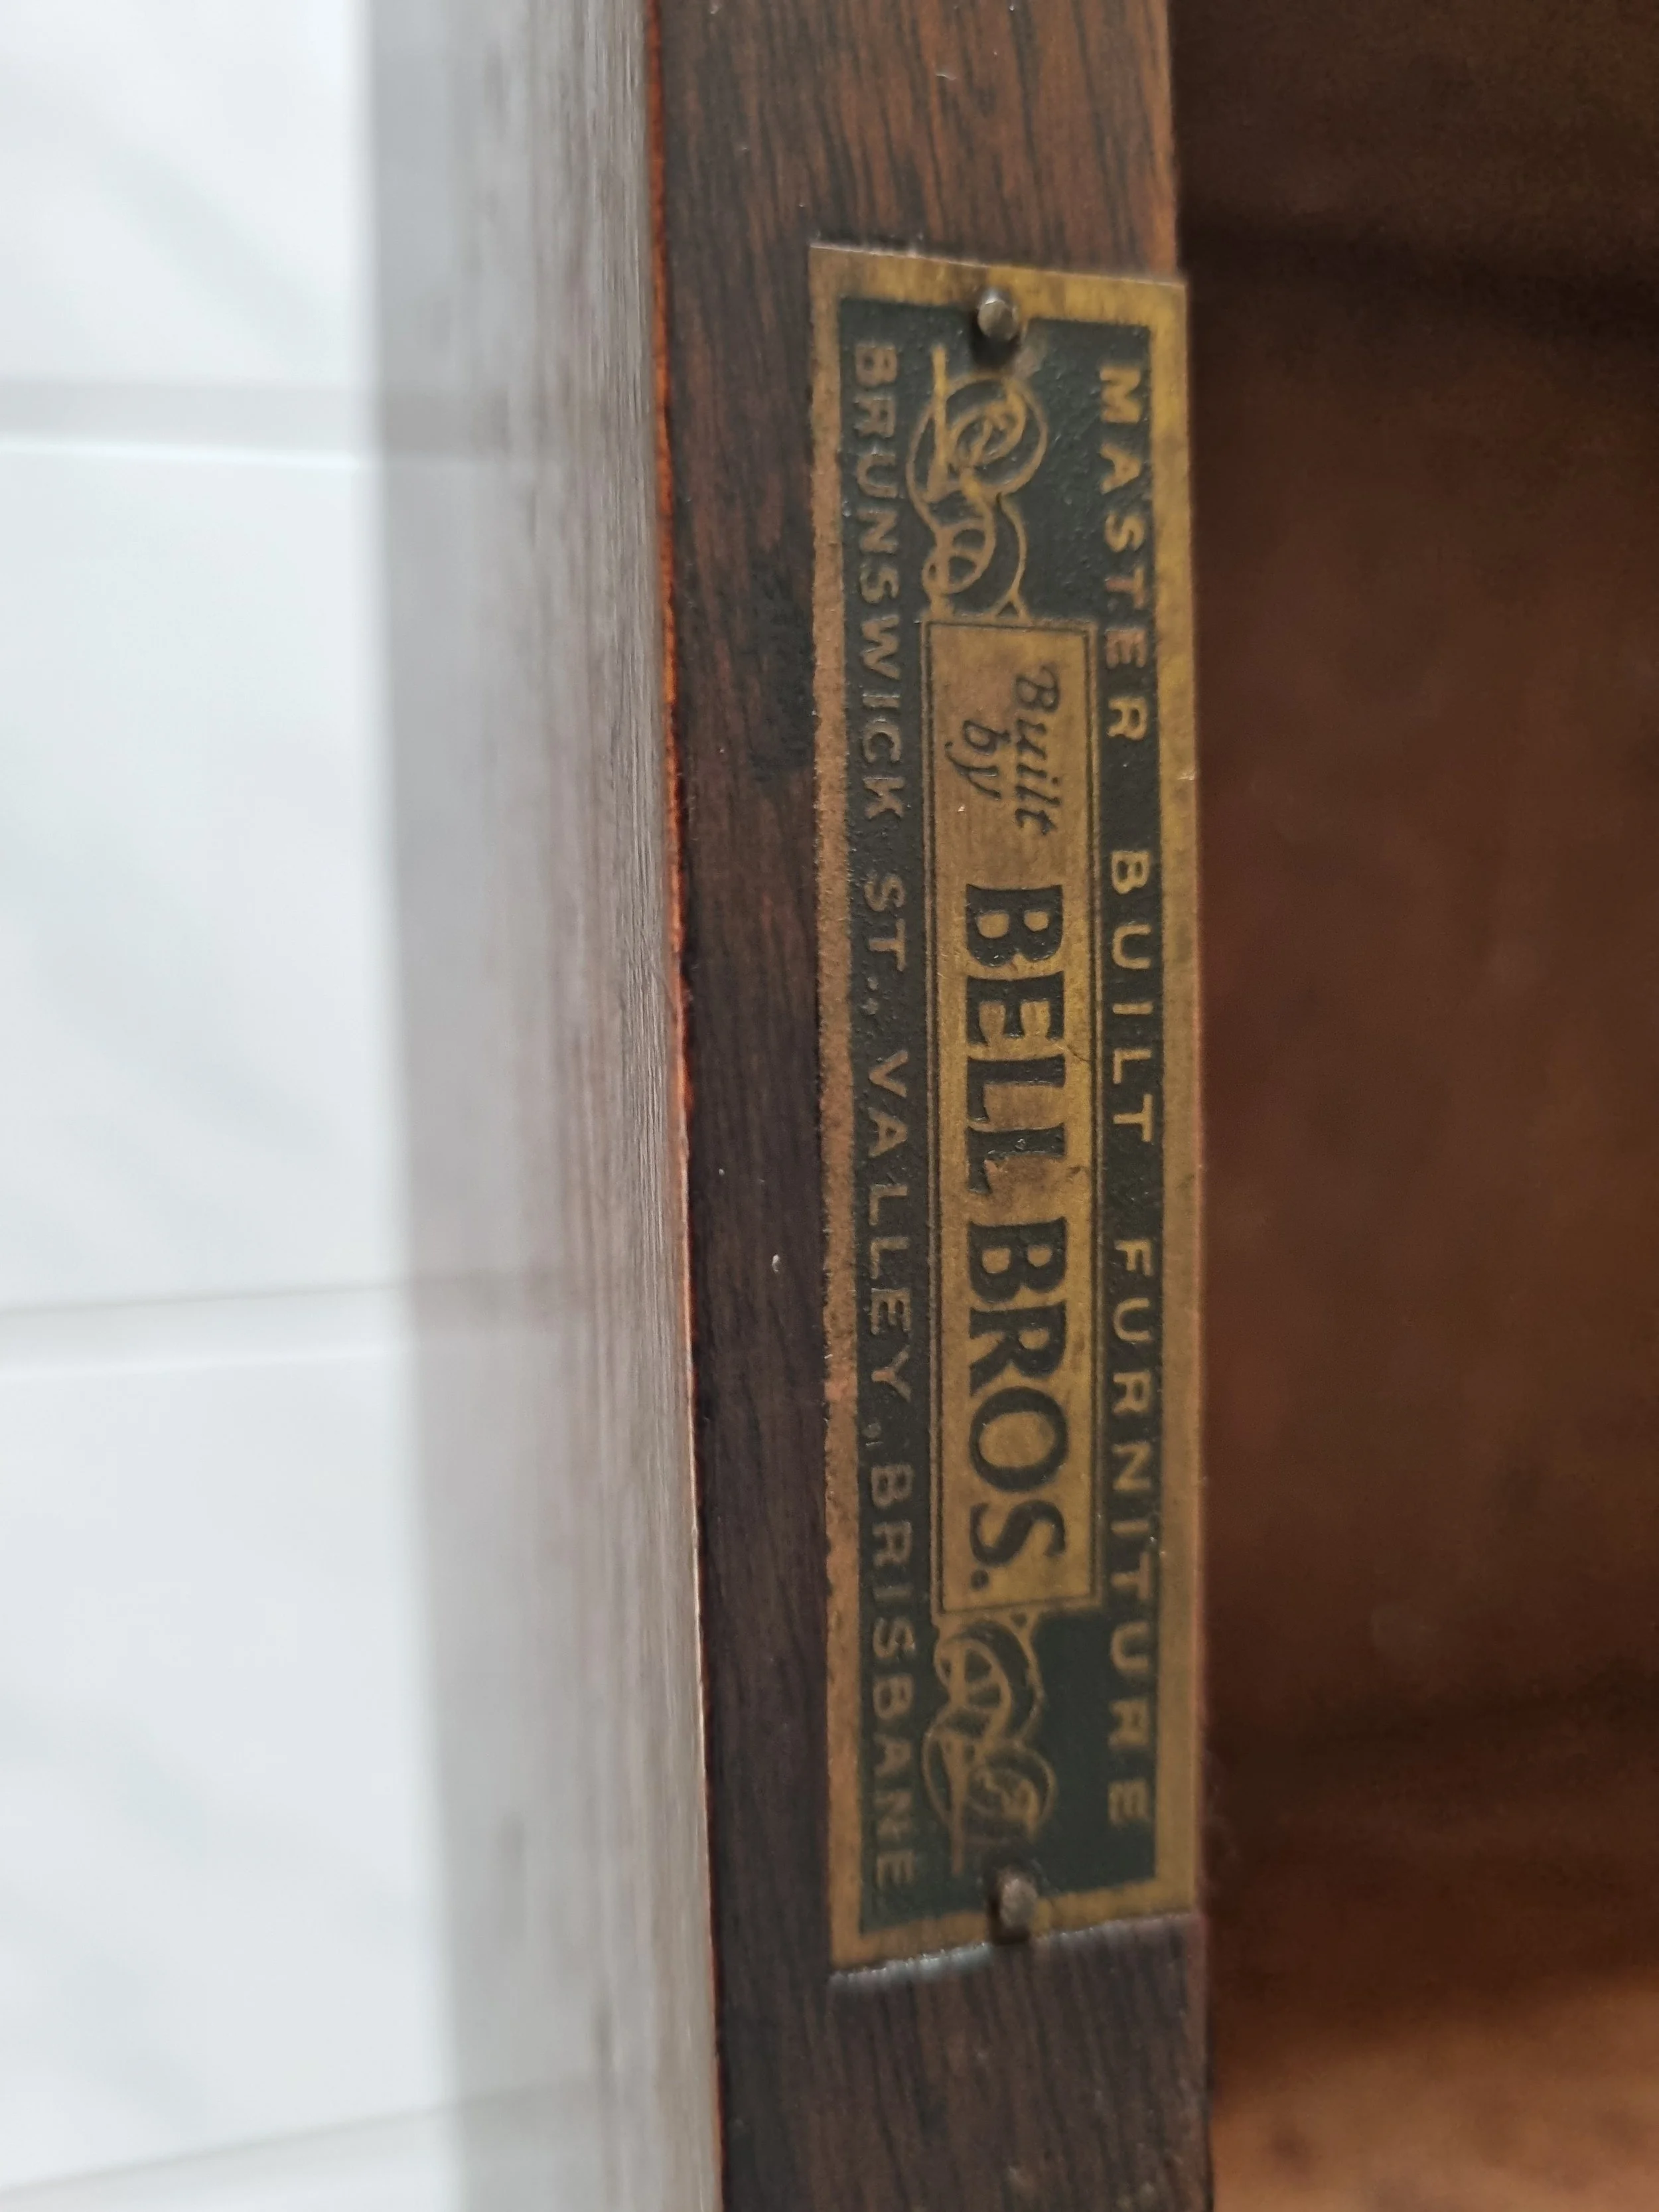 MASTER BUILT FURNITURE
Built
by
BELL BROS.
BRUNSWICK ST., VALLEY, BRISBANE